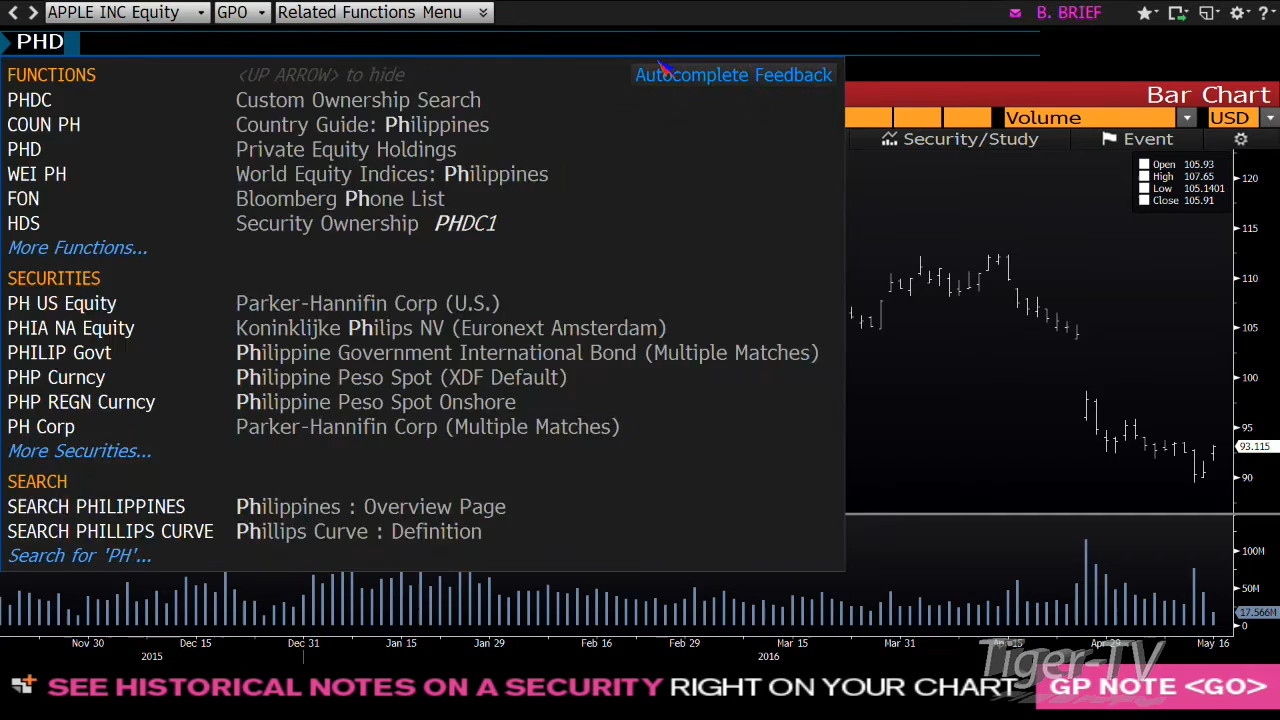 APPLE INC Equity GPO Related Functions Menu B. BRIEF
PHD
FUNCTIONS <UP ARROW> to hide Autocomplete Feedback
PHDC Custom Ownership Search
COUN PH Country Guide: Philippines
PHD Private Equity Holdings
WEI PH World Equity Indices: Philippines
FON Bloomberg Phone List
HDS Security Ownership PHDC1
More Functions...
SECURITIES
PH US Equity Parker-Hannifin Corp (U.S.)
PHIA NA Equity Koninklijke Philips NV (Euronext Amsterdam)
PHILIP Govt Philippine Government International Bond (Multiple Matches)
PHP Curncy Philippine Peso Spot (XDF Default)
PHP REGN Curncy Philippine Peso Spot Onshore
PH Corp Parker-Hannifin Corp (Multiple Matches)
More Securities...
SEARCH
SEARCH PHILIPPINES Philippines : Overview Page
SEARCH PHILLIPS CURVE Phillips Curve : Definition
Search for 'PH'...
Bar Chart
Volume USD
Security/Study Event
Open 105.93
High 107.65
Low 105.1401
Close 105.91
120
115
110
105
100
95
93.115
90
100M
50M
17.566M
0
Nov 30 Dec 15 Dec 31 Jan 15 Jan 29 Feb 16 Feb 29 Mar 15 Mar 31 Apr 15 Apr 29 May 16
2015 2016
Tiger-TV
SEE HISTORICAL NOTES ON A SECURITY RIGHT ON YOUR CHART GP NOTE <GO>